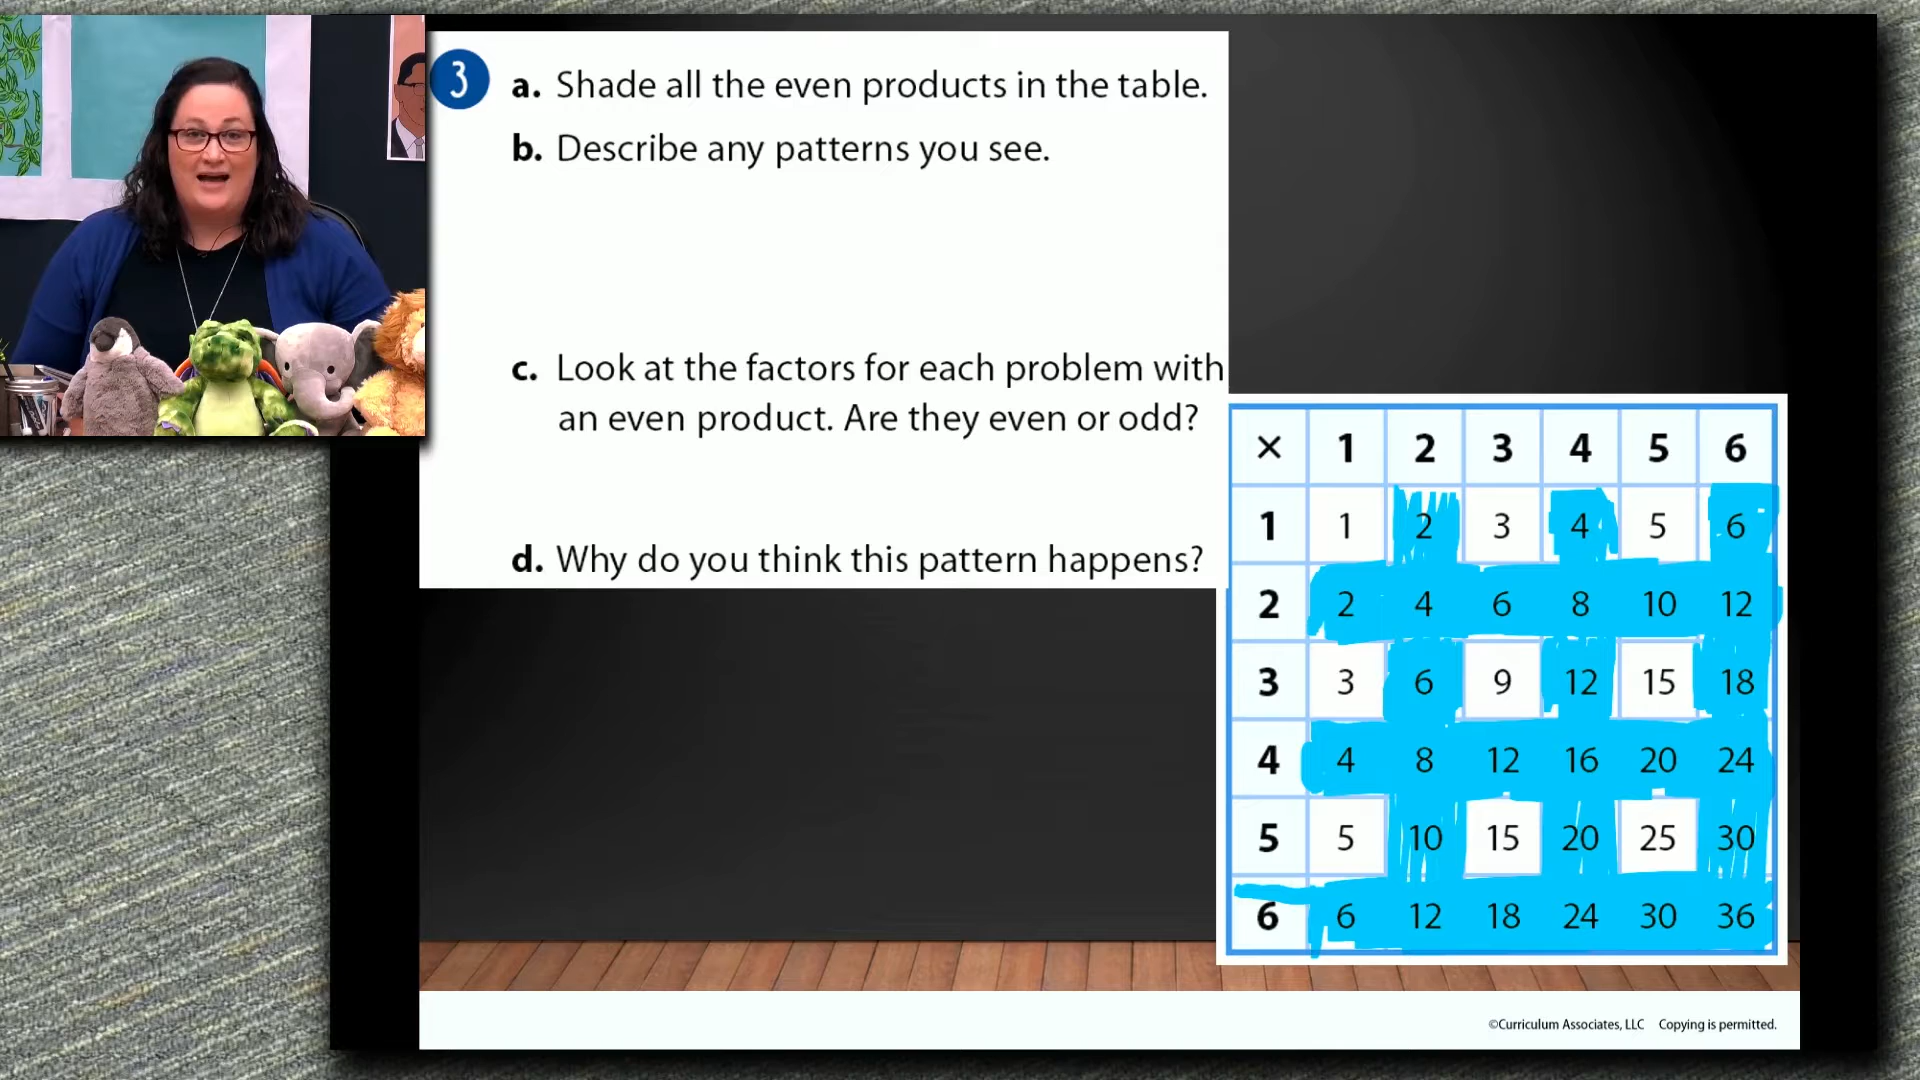 3
a. Shade all the even products in the table.
b. Describe any patterns you see.
c. Look at the factors for each problem with
an even product. Are they even or odd?
d. Why do you think this pattern happens?
× 1 2 3 4 5 6
1 1 2 3 4 5 6
2 2 4 6 8 10 12
3 3 6 9 12 15 18
4 4 8 12 16 20 24
5 5 10 15 20 25 30
6 6 12 18 24 30 36
©Curriculum Associates, LLC Copying is permitted.